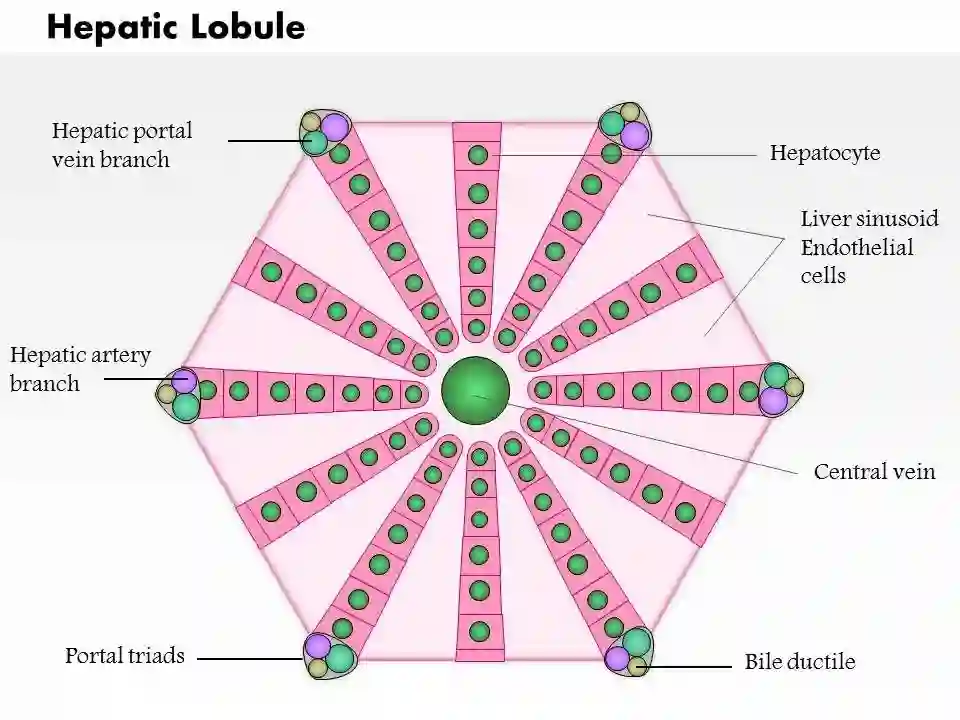 Hepatic Lobule
Hepatic portal
vein branch
Hepatocyte
Liver sinusoid
Endothelial
cells
Hepatic artery
branch
Central vein
Portal triads
Bile ductile